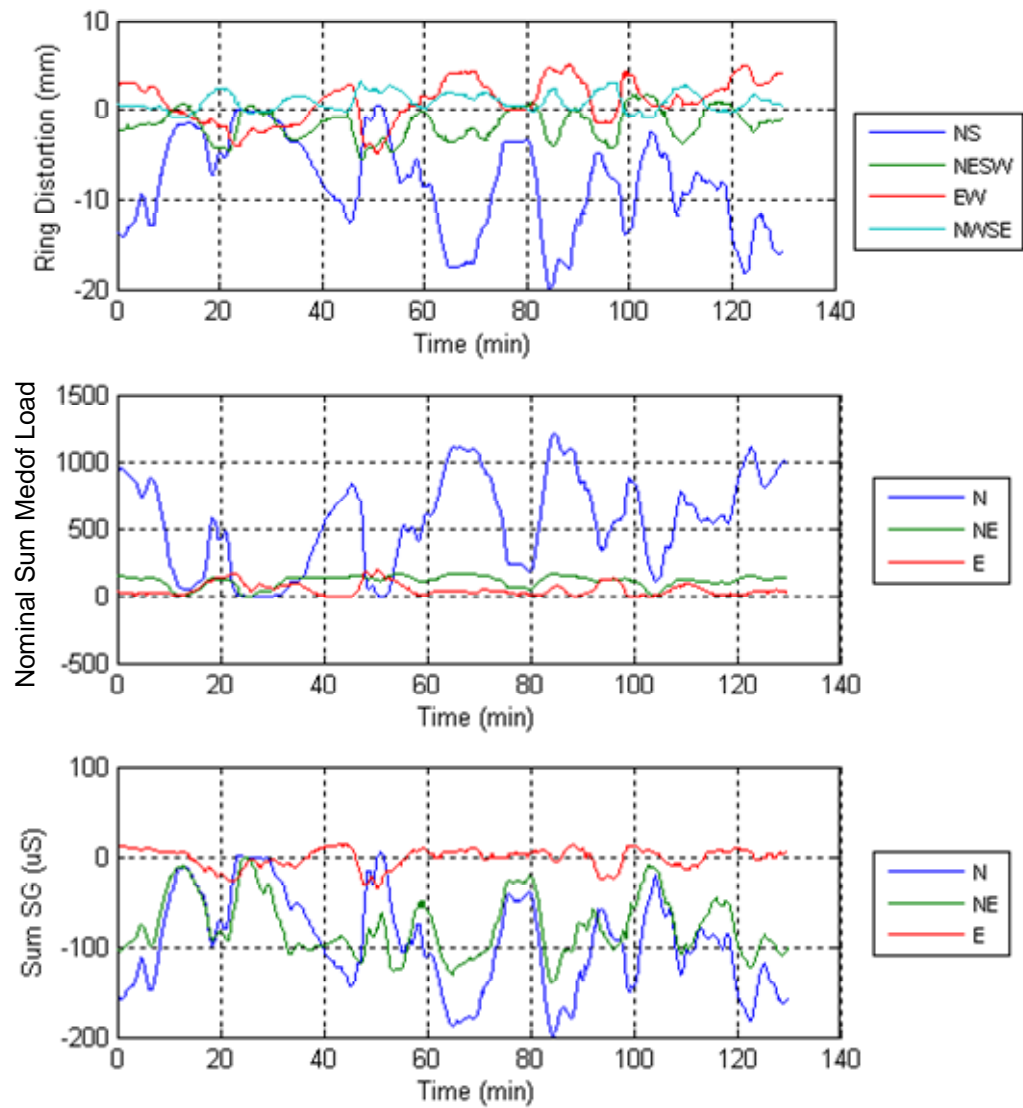 10
0
-10
-20
Ring Distortion (mm)
0 20 40 60 80 100 120 140
Time (min)
NS
NESW
EW
NWSE
1500
1000
500
0
-500
Nominal Sum Medof Load
0 20 40 60 80 100 120 140
Time (min)
N
NE
E
100
0
-100
-200
Sum SG (uS)
0 20 40 60 80 100 120 140
Time (min)
N
NE
E